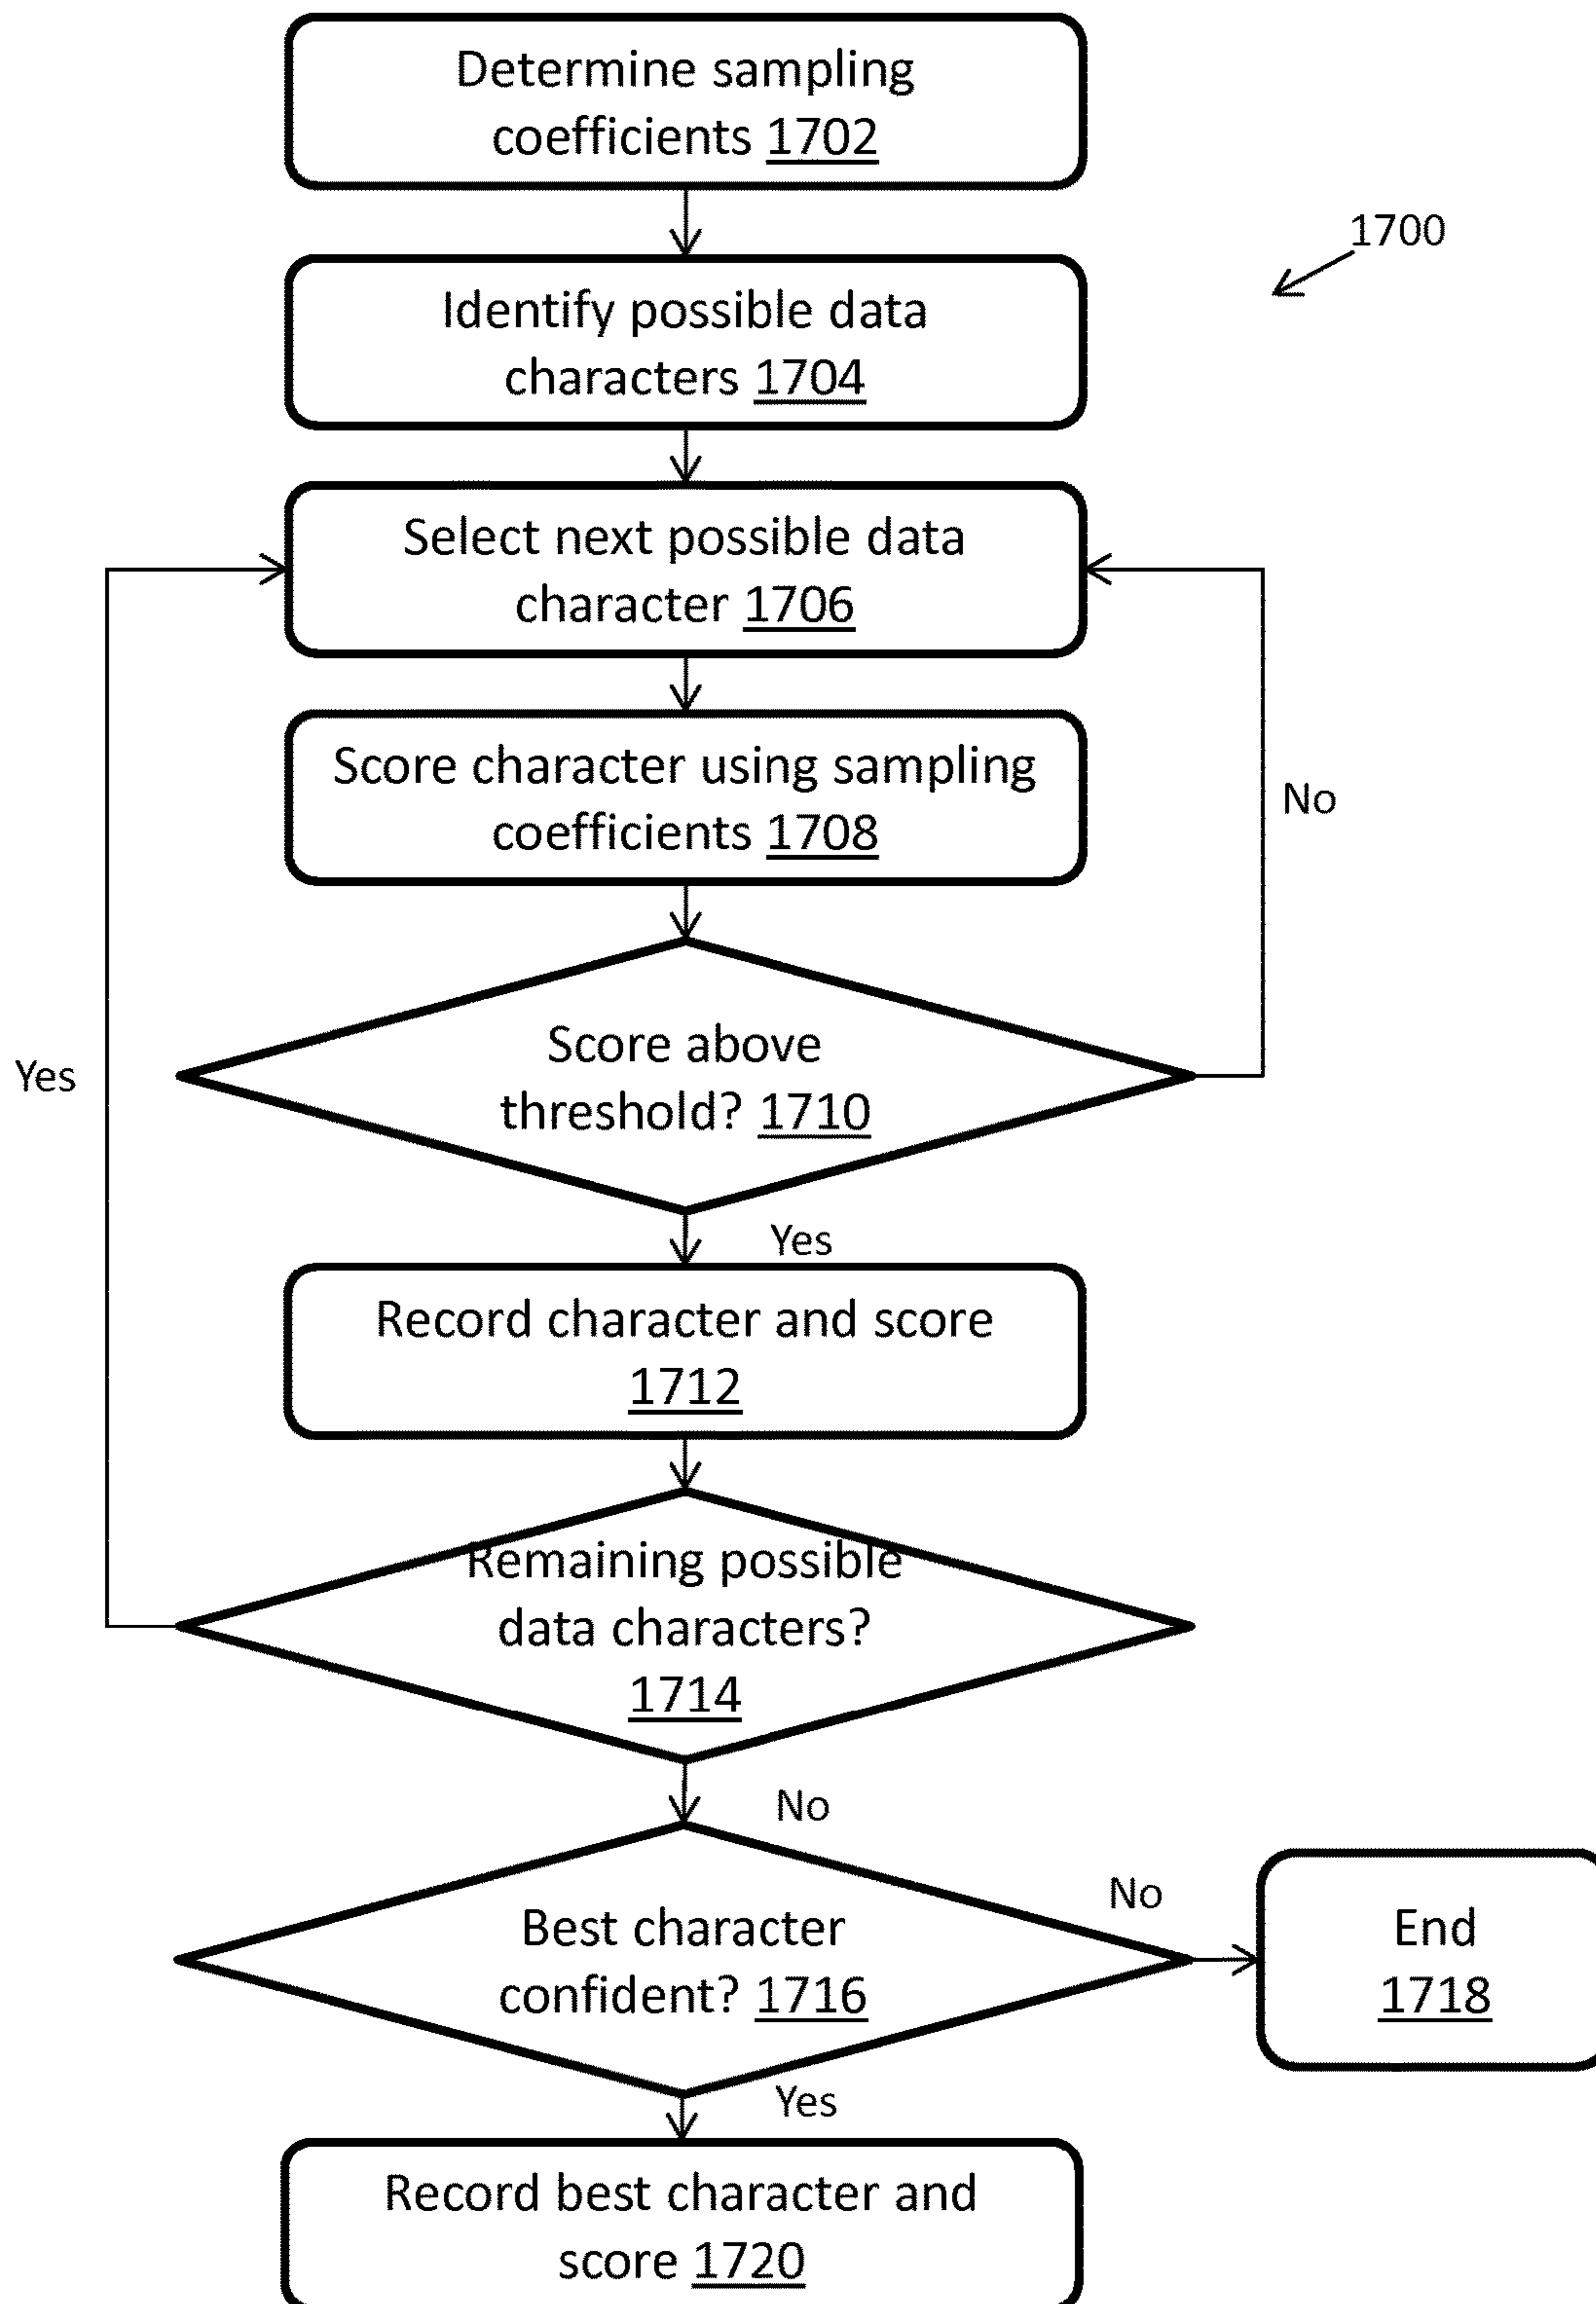 Determine sampling
coefficients 1702
1700
Identify possible data
characters 1704
Select next possible data
character 1706
Score character using sampling
coefficients 1708
No
Score above
threshold? 1710
Yes
Yes
Record character and score
1712
Remaining possible
data characters?
1714
No
No
Best character
confident? 1716
End
1718
Yes
Record best character and
score 1720